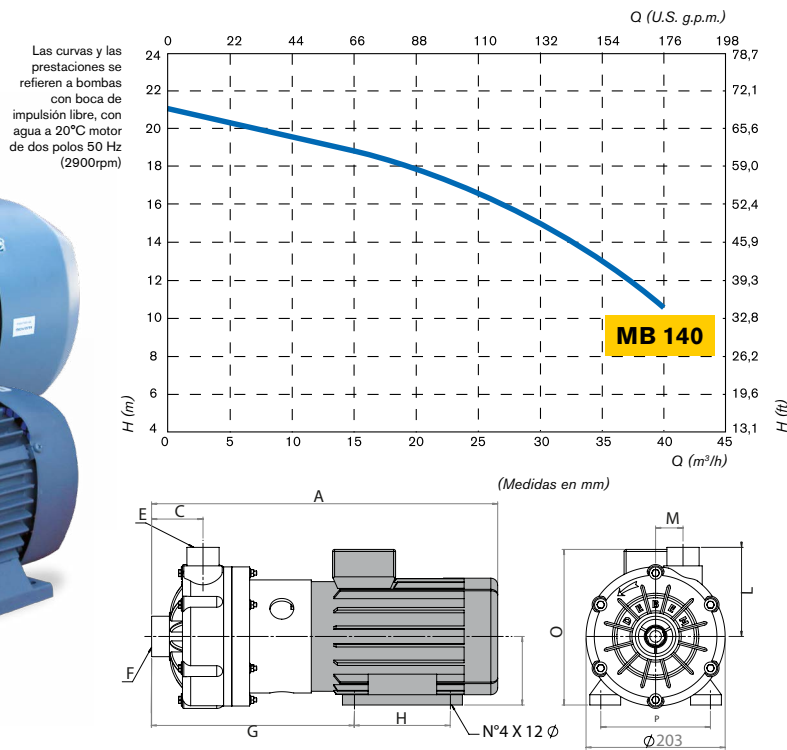 Q (U.S. g.p.m.)
0 22 44 66 88 110 132 154 176 198
Las curvas y las
prestaciones se
refieren a bombas
con boca de
impulsión libre, con
agua a 20°C motor
de dos polos 50 Hz
(2900rpm)
24 78,7
22 72,1
20 65,6
18 59,0
16 52,4
14 45,9
12 39,3
10 32,8
8 26,2
6 19,6
4 13,1
MB 140
H (m)
H (ft)
0 5 10 15 20 25 30 35 40 45
Q (m³/h)
(Medidas en mm)
A
C
E
F
G
H
N°4 X 12 Ø
M
L
O
DEBEM
P
Ø203